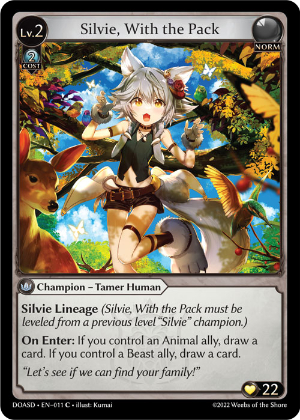 Lv.2
Silvie, With the Pack
2
COST
NORM
Champion – Tamer Human
Silvie Lineage (Silvie, With the Pack must be
leveled from a previous level “Silvie” champion.)
On Enter: If you control an Animal ally, draw a
card. If you control a Beast ally, draw a card.
“Let’s see if we can find your family!”
22
DOASD • EN–011 C • illust: Kumai
©2022 Weebs of the Shore